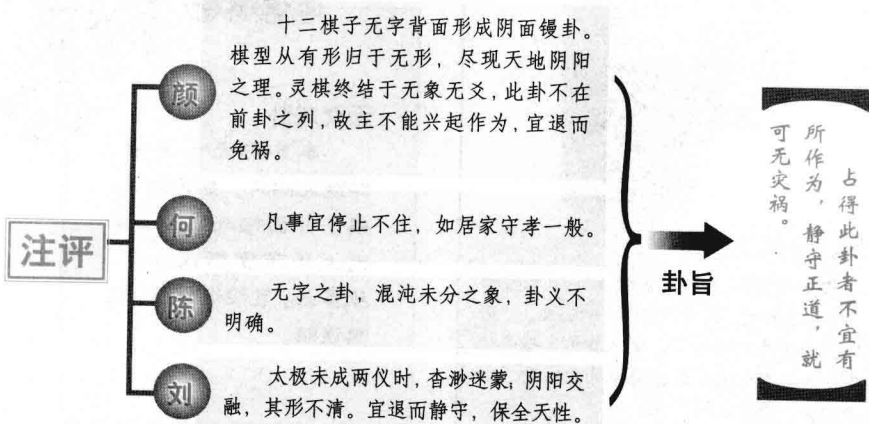 注评
颜
十二棋子无字背面形成阴面镘卦。
棋型从有形归于无形，尽现天地阴阳
之理。灵棋终结于无象无爻，此卦不在
前卦之列，故主不能兴起作为，宜退而
免祸。
何
凡事宜停止不住，如居家守孝一般。
陈
无字之卦，混沌未分之象，卦义不
明确。
刘
太极未成两仪时，杳渺迷蒙，阴阳交
融，其形不清。宜退而静守，保全天性。
卦旨
占得此卦者不宜有
所作为，静守正道，就
可无灾祸。